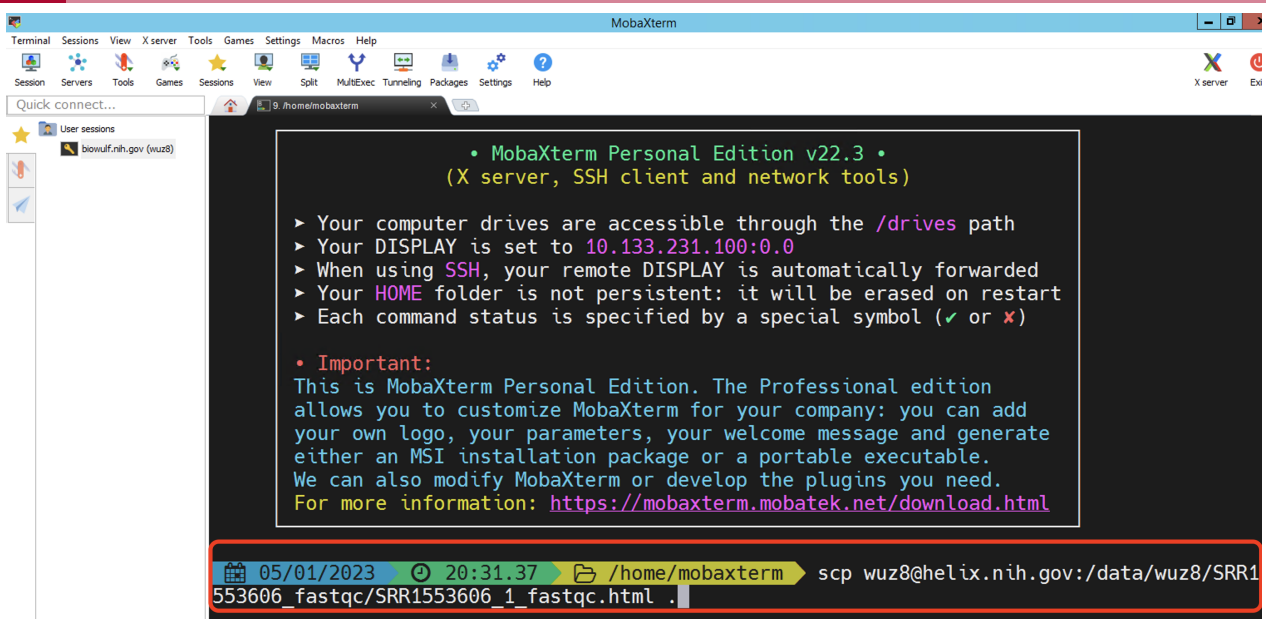 MobaXterm
Terminal Sessions View X server Tools Games Settings Macros Help
Session Servers Tools Games Sessions View Split MultiExec Tunneling Packages Settings Help X server Exi
Quick connect...
9. /home/mobaxterm
User sessions
biowulf.nih.gov (wuz8)
• MobaXterm Personal Edition v22.3 •
(X server, SSH client and network tools)
➤ Your computer drives are accessible through the /drives path
➤ Your DISPLAY is set to 10.133.231.100:0.0
➤ When using SSH, your remote DISPLAY is automatically forwarded
➤ Your HOME folder is not persistent: it will be erased on restart
➤ Each command status is specified by a special symbol (✔ or ✘)
• Important:
This is MobaXterm Personal Edition. The Professional edition
allows you to customize MobaXterm for your company: you can add
your own logo, your parameters, your welcome message and generate
either an MSI installation package or a portable executable.
We can also modify MobaXterm or develop the plugins you need.
For more information: https://mobaxterm.mobatek.net/download.html
05/01/2023 20:31.37 /home/mobaxterm scp wuz8@helix.nih.gov:/data/wuz8/SRR1
553606_fastqc/SRR1553606_1_fastqc.html .